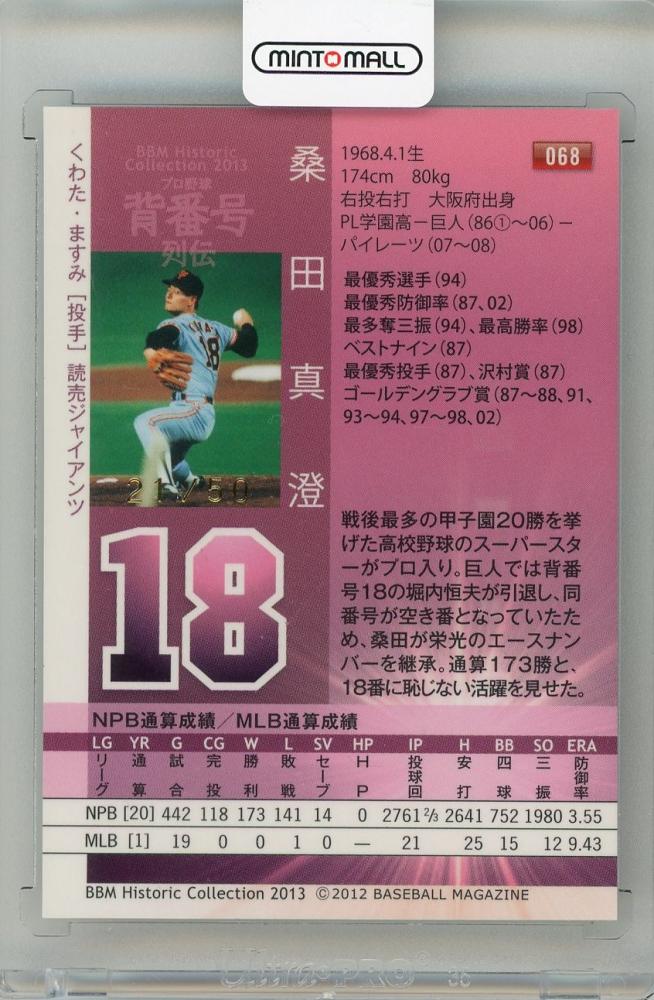 MINTMALL
BBM Historic
Collection 2013
プロ野球
背番号
列伝
068
くわた・ますみ [投手] 読売ジャイアンツ
桑田真澄
1968.4.1生
174cm 80kg
右投右打 大阪府出身
PL学園高－巨人(86①～06)－
パイレーツ(07～08)
最優秀選手(94)
最優秀防御率(87、02)
最多奪三振(94)、最高勝率(98)
ベストナイン(87)
最優秀投手(87)、沢村賞(87)
ゴールデングラブ賞(87～88、91、
93～94、97～98、02)
18
21/50
18
戦後最多の甲子園20勝を挙
げた高校野球のスーパースタ
ーがプロ入り。巨人では背番
号18の堀内恒夫が引退し、同
番号が空き番となっていたた
め、桑田が栄光のエースナン
バーを継承。通算173勝と、
18番に恥じない活躍を見せた。
NPB通算成績／MLB通算成績
LG YR G CG W L SV HP IP H BB SO ERA
リーグ 通算 試合 完投 勝利 敗戦 セーブ HP 投球回 安打 四球 三振 防御率
NPB [20] 442 118 173 141 14 0 2761 2/3 2641 752 1980 3.55
MLB [1] 19 0 0 1 0 — 21 25 15 12 9.43
BBM Historic Collection 2013 ©2012 BASEBALL MAGAZINE
Ultra-PRO